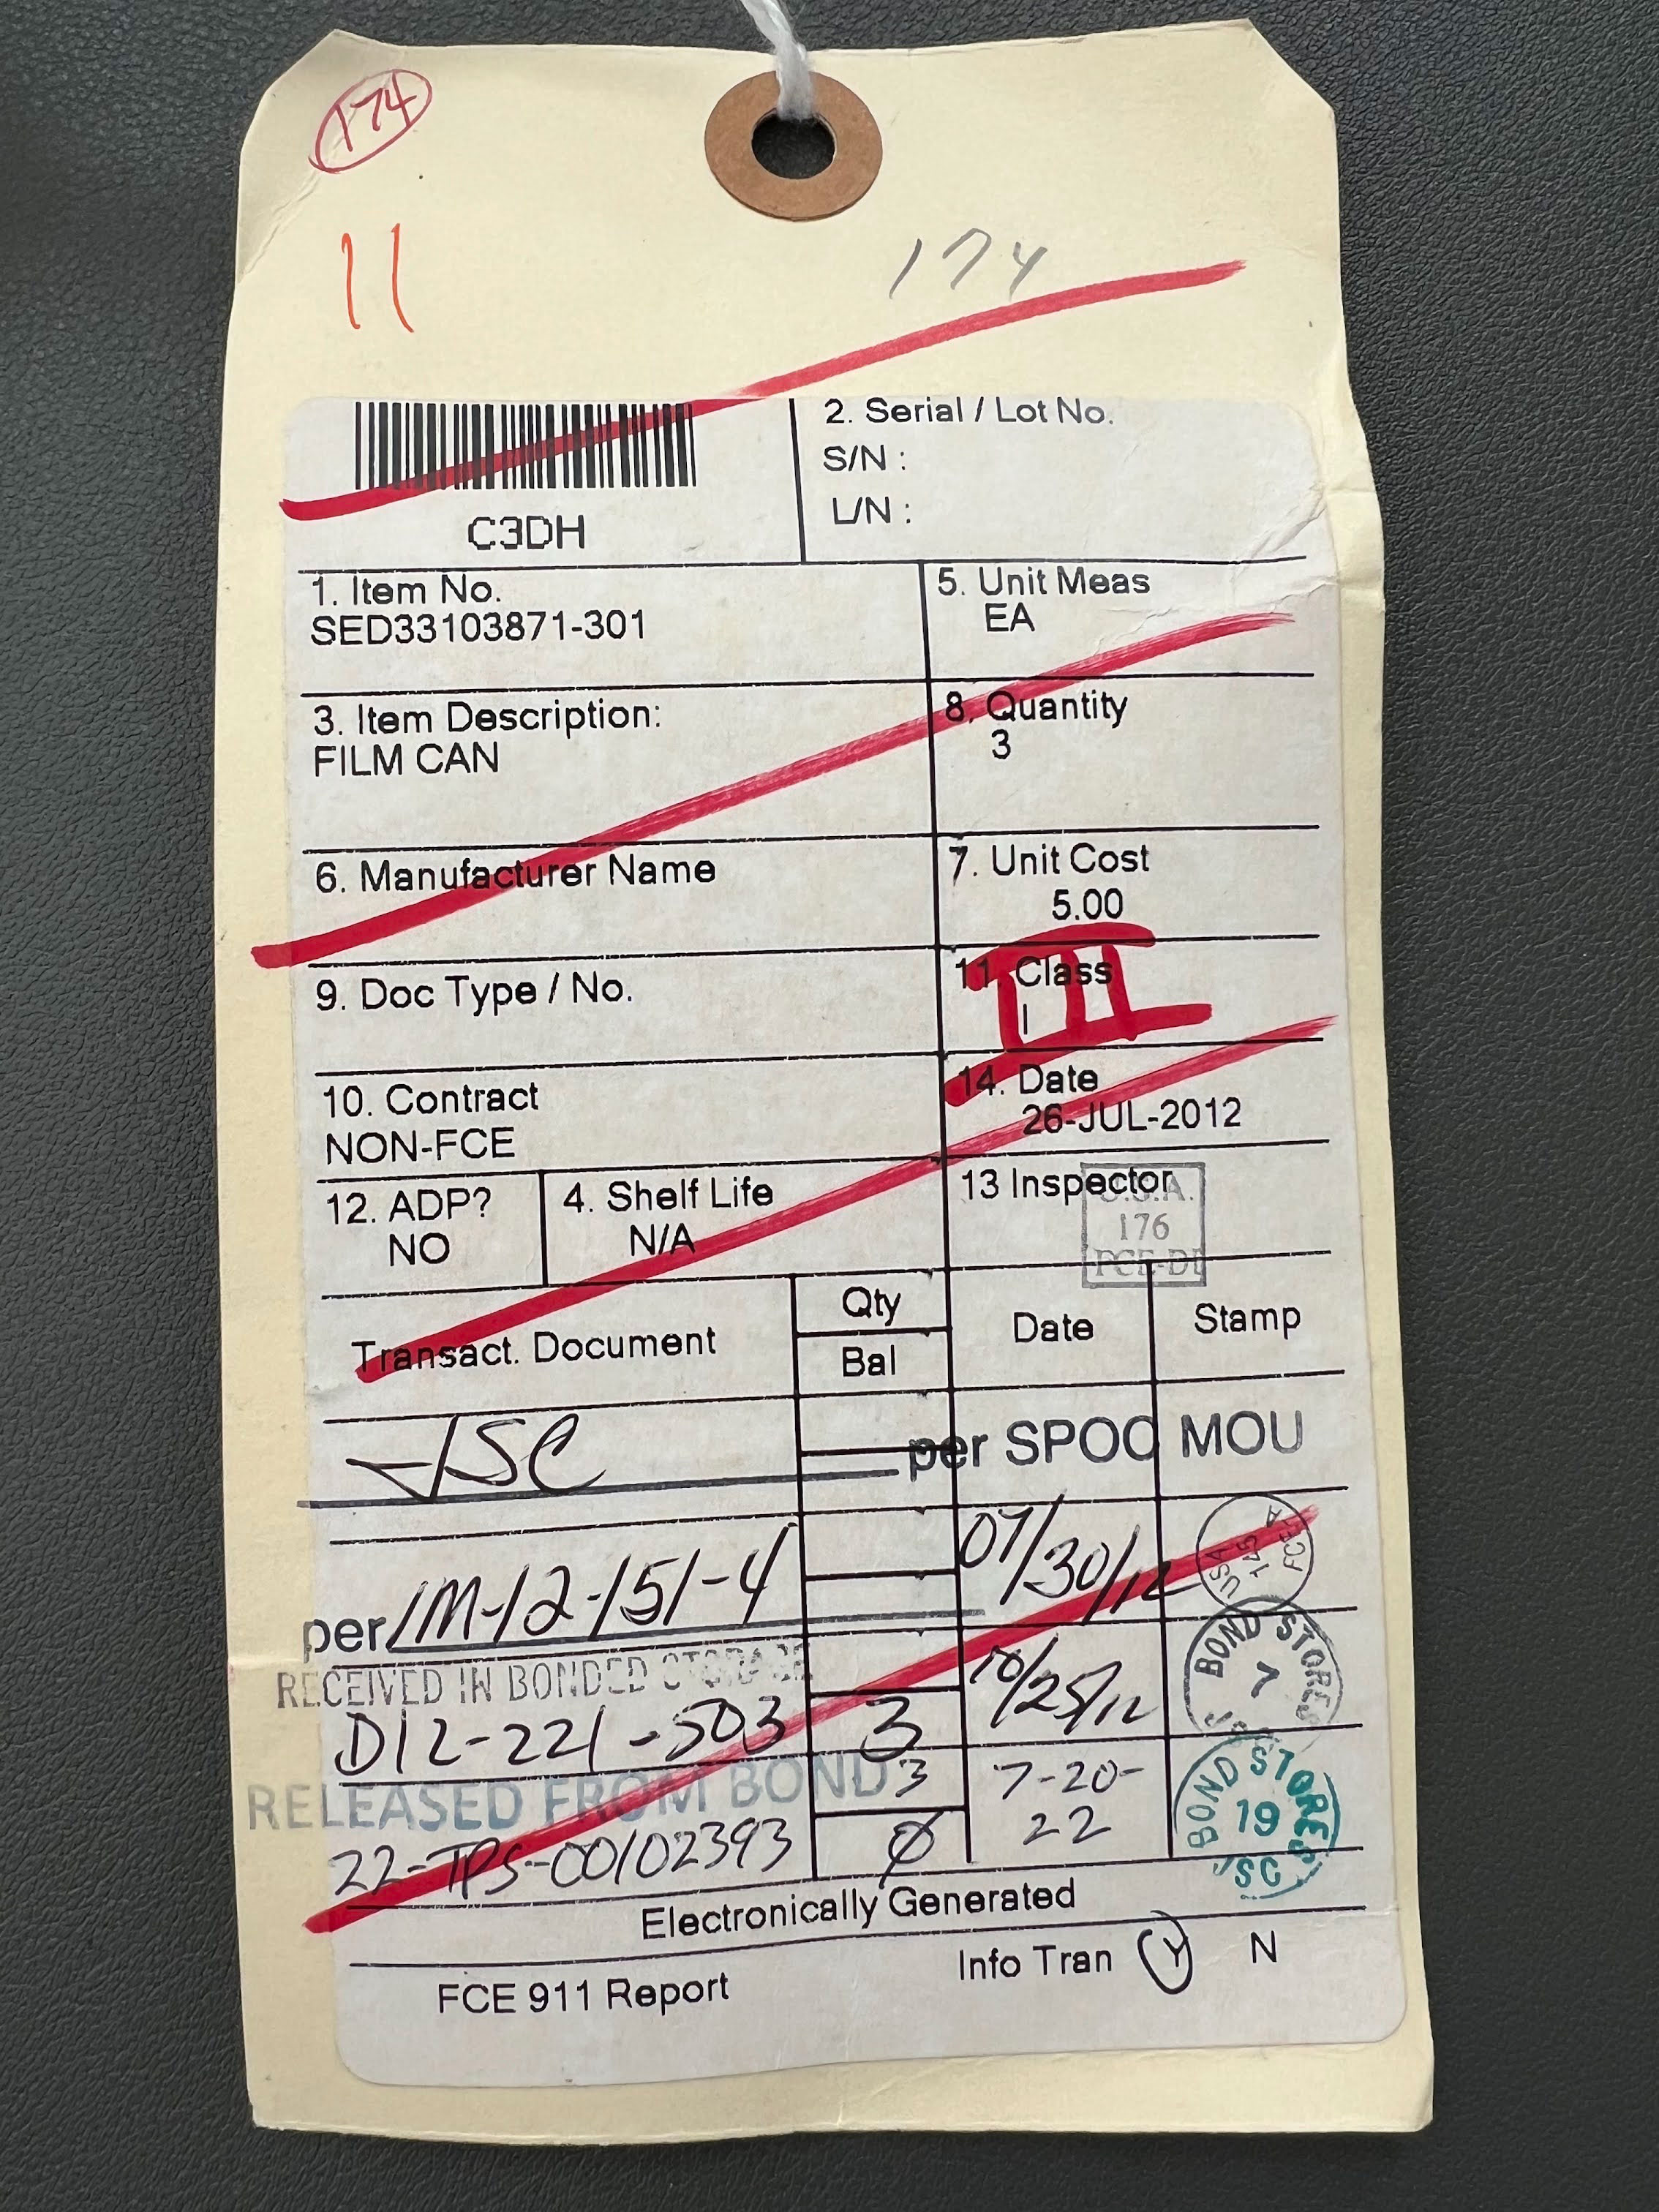 174
11
174
C3DH
2. Serial / Lot No.
S/N :
L/N :
1. Item No.
SED33103871-301
5. Unit Meas
EA
3. Item Description:
FILM CAN
8. Quantity
3
6. Manufacturer Name
7. Unit Cost
5.00
9. Doc Type / No.
11. Class
I
III
10. Contract
NON-FCE
14. Date
26-JUL-2012
12. ADP?
NO
4. Shelf Life
N/A
13 Inspector
176
Transact. Document
Qty
Bal
Date
Stamp
JSC
per SPOC MOU
per IM-12-151-4
07/30/12
USA
145
RECEIVED IN BONDED STORAGE
D12-221-503
3
10/25/12
BOND STORES
7
RELEASED FROM BOND
22-TPS-00102393
3
Ø
7-20-
22
BOND STORES
19
JSC
Electronically Generated
FCE 911 Report
Info Tran Y N